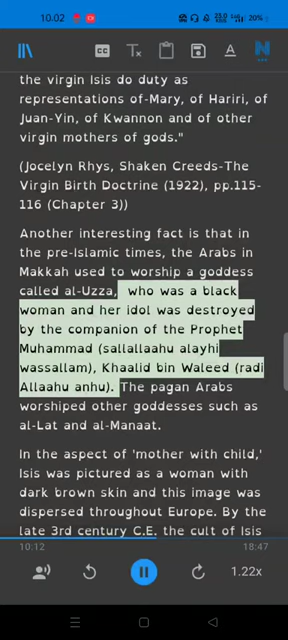 10.02
20%
CC
the virgin Isis do duty as
representations of-Mary, of Hariri, of
Juan-Yin, of Kwannon and of other
virgin mothers of gods."
(Jocelyn Rhys, Shaken Creeds-The
Virgin Birth Doctrine (1922), pp.115-
116 (Chapter 3))
Another interesting fact is that in
the pre-Islamic times, the Arabs in
Makkah used to worship a goddess
called al-Uzza, who was a black
woman and her idol was destroyed
by the companion of the Prophet
Muhammad (sallallaahu alayhi
wassallam), Khaalid bin Waleed (radi
Allaahu anhu). The pagan Arabs
worshiped other goddesses such as
al-Lat and al-Manaat.
In the aspect of 'mother with child,'
Isis was pictured as a woman with
dark brown skin and this image was
dispersed throughout Europe. By the
late 3rd century C.E. the cult of Isis
10:12
18:47
1.22x